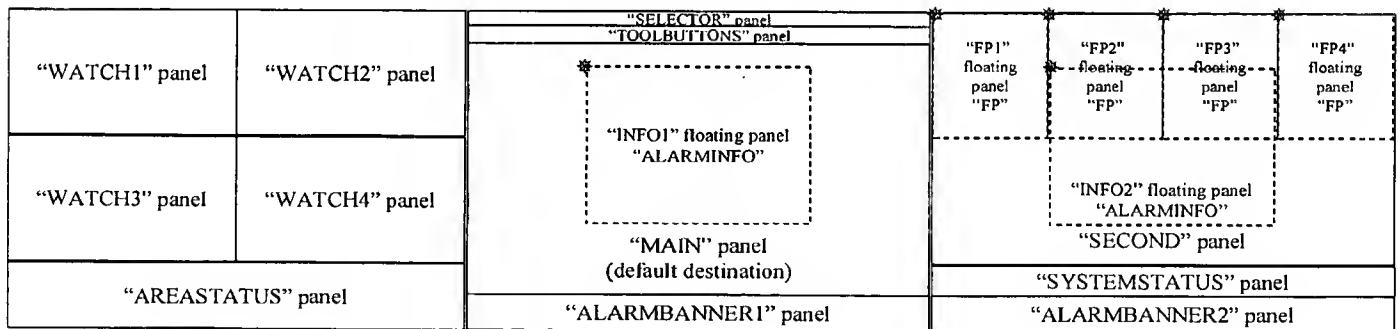 “WATCH1” panel
“WATCH2” panel
“WATCH3” panel
“WATCH4” panel
“AREASTATUS” panel
“SELECTOR” panel
“TOOLBUTTONS” panel
“INFO1” floating panel
“ALARMINFO”
“MAIN” panel
(default destination)
“ALARMBANNER1” panel
“FP1”
floating
panel
“FP”
“FP2”
floating
panel
“FP”
“FP3”
floating
panel
“FP”
“FP4”
floating
panel
“FP”
“INFO2” floating panel
“ALARMINFO”
“SECOND” panel
“SYSTEMSTATUS” panel
“ALARMBANNER2” panel